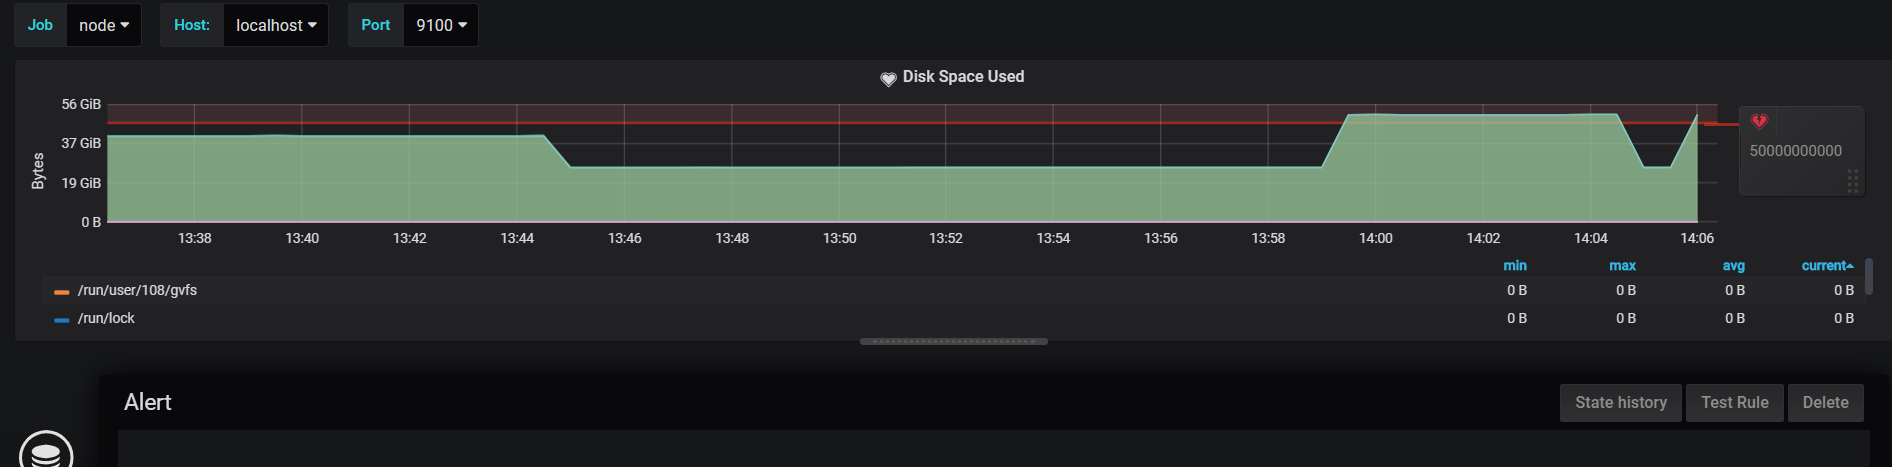 Job node Host: localhost Port 9100
Disk Space Used
56 GiB
37 GiB
19 GiB
0 B
Bytes
50000000000
13:38 13:40 13:42 13:44 13:46 13:48 13:50 13:52 13:54 13:56 13:58 14:00 14:02 14:04 14:06
min max avg current
/run/user/108/gvfs 0 B 0 B 0 B 0 B
/run/lock 0 B 0 B 0 B 0 B
Alert State history Test Rule Delete